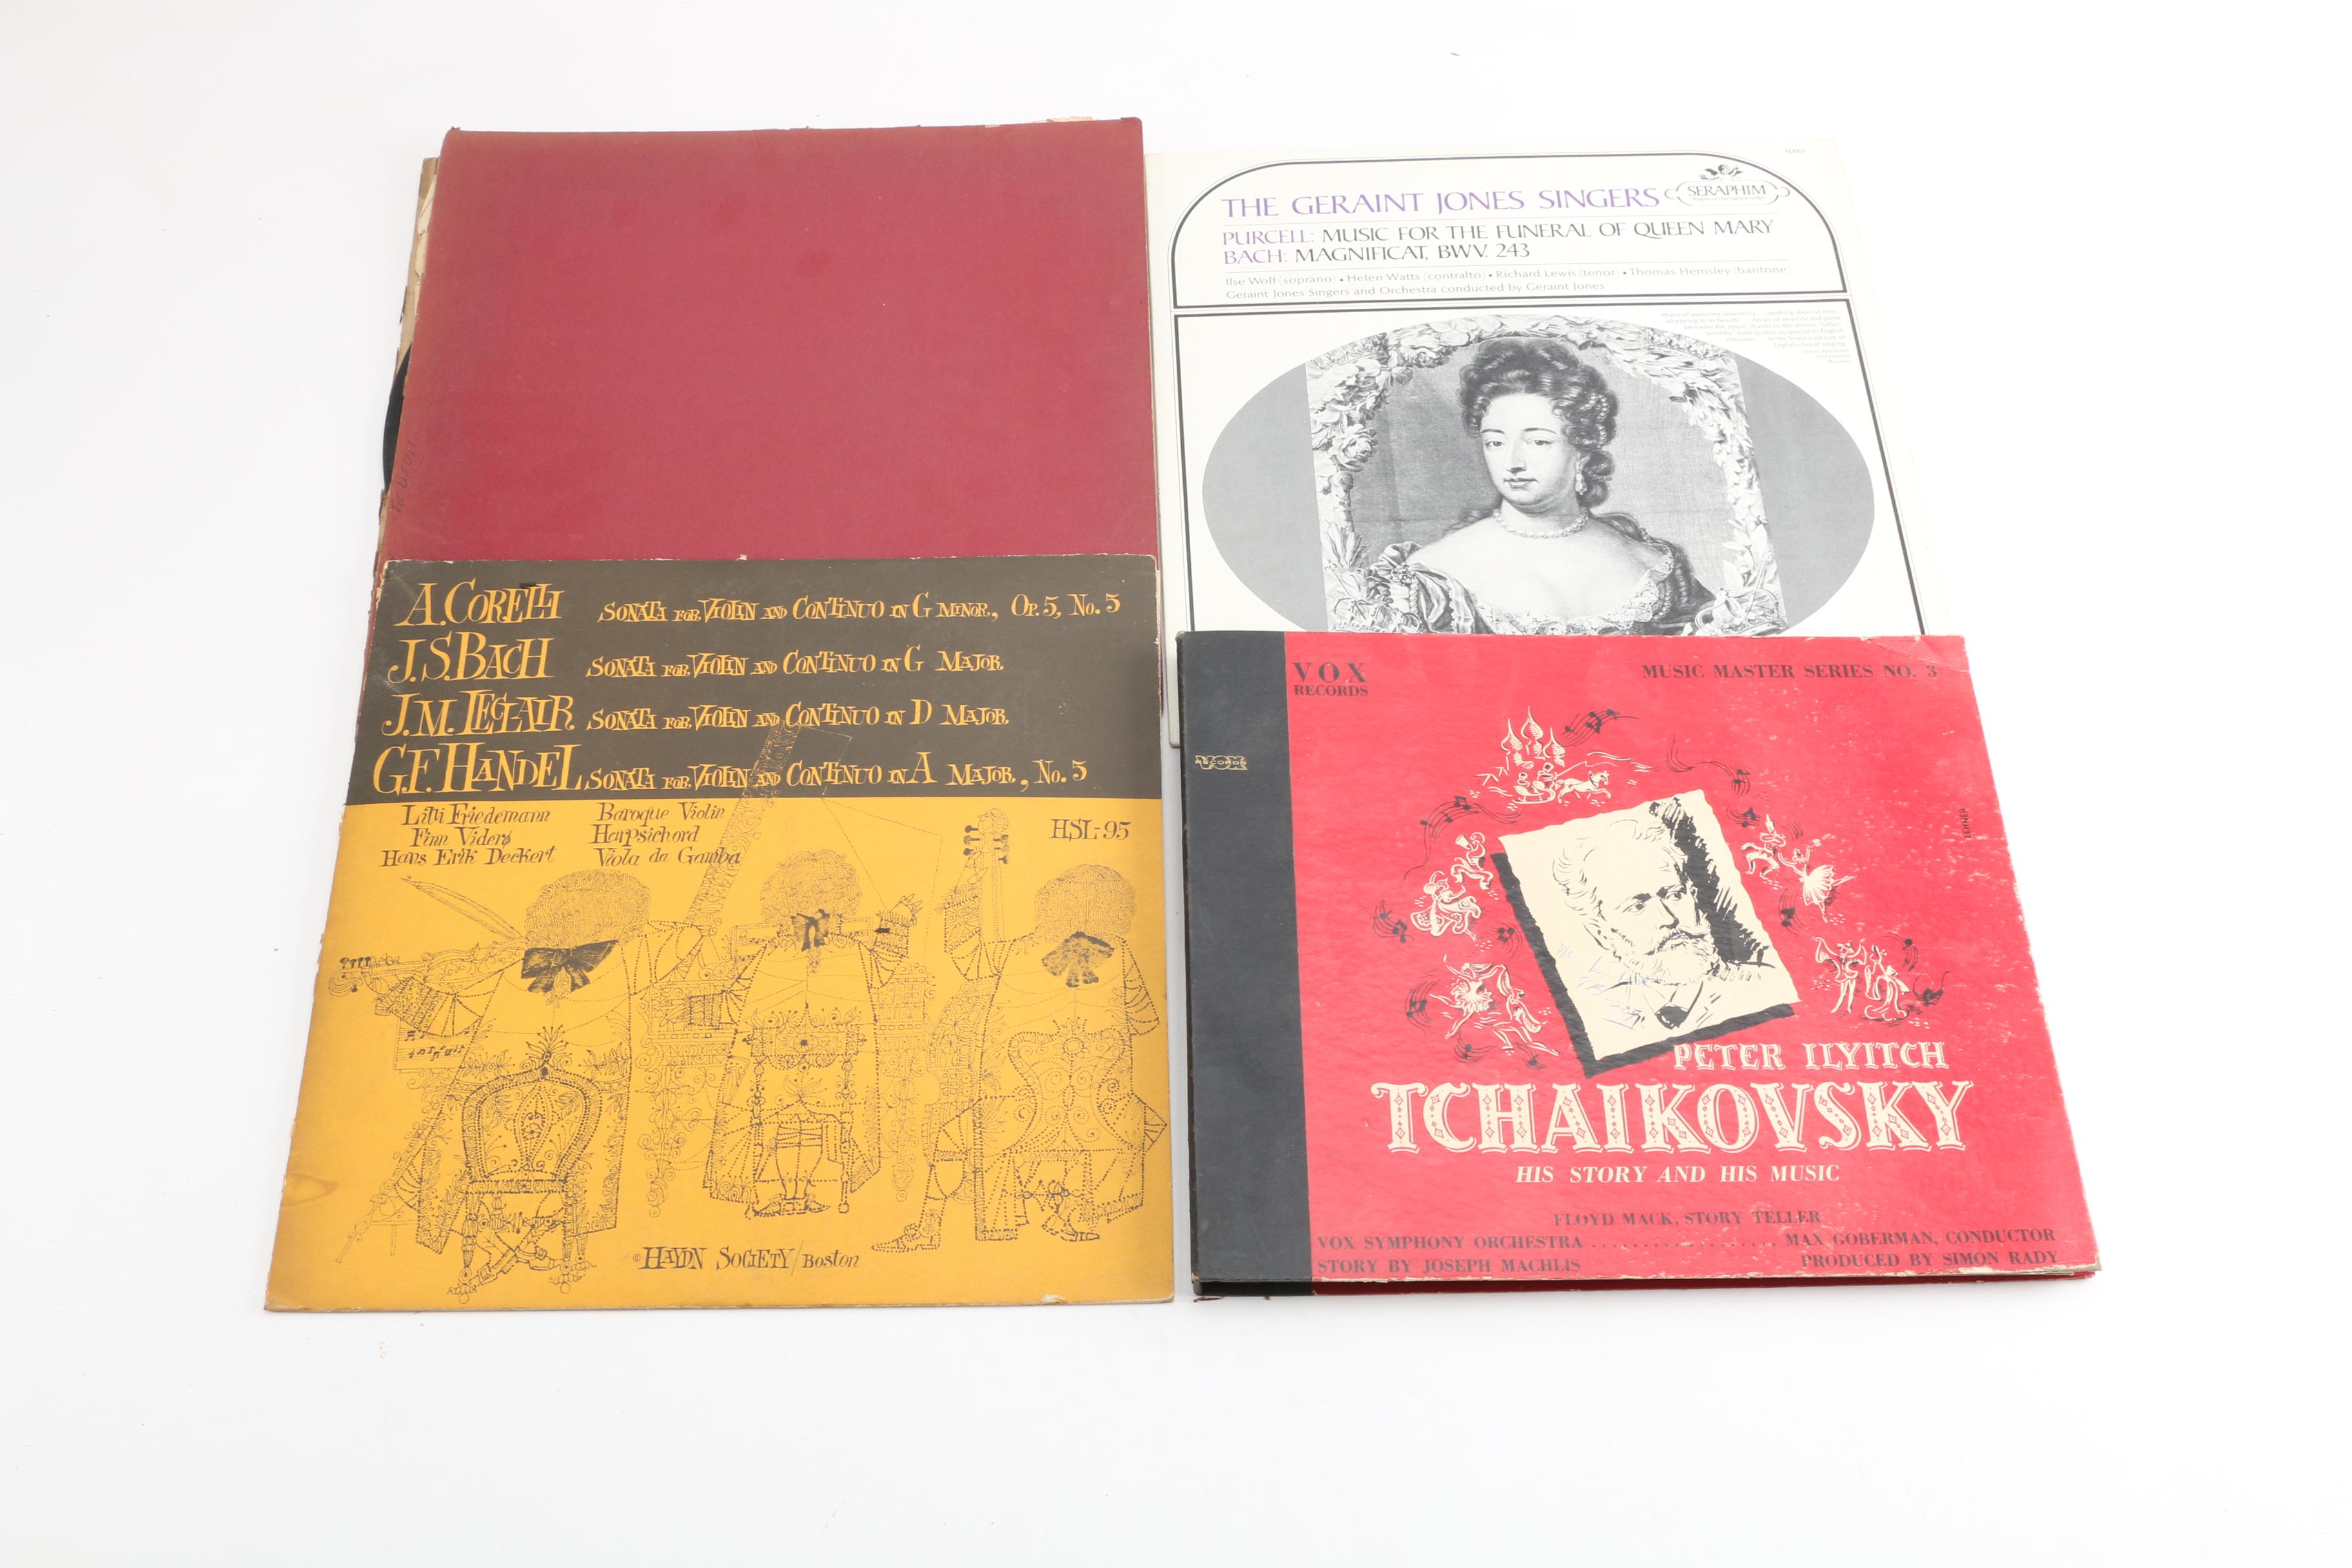 A. CORELLI SONATA FOR VIOLIN AND CONTINUO IN G MINOR., OP. 5, NO. 5
J.S. BACH SONATA FOR VIOLIN AND CONTINUO IN G MAJOR.
J.M. LECLAIR SONATA FOR VIOLIN AND CONTINUO IN D MAJOR.
G.F. HANDEL SONATA FOR VIOLIN AND CONTINUO IN A MAJOR., NO. 5
Lilli Friedemann Baroque Violin
Finn Viderø Harpsichord
Hans Erik Deckert Viola da Gamba
HSL-95
© HAYDN SOCIETY/BOSTON
60007
SERAPHIM
THE GERAINT JONES SINGERS
PURCELL: MUSIC FOR THE FUNERAL OF QUEEN MARY
BACH: MAGNIFICAT, BWV. 243
Ilse Wolf (soprano) • Helen Watts (contralto) • Richard Lewis (tenor) • Thomas Hemsley (baritone)
Geraint Jones Singers and Orchestra conducted by Geraint Jones
VOX
RECORDS
MUSIC MASTER SERIES NO. 3
RECORDS
VOX
LEHNER
PETER ILYITCH
TCHAIKOVSKY
HIS STORY AND HIS MUSIC
FLOYD MACK, STORY TELLER
VOX SYMPHONY ORCHESTRA . . . . . . . . . . . . . . . . . . . MAX GOBERMAN, CONDUCTOR
STORY BY JOSEPH MACHLIS PRODUCED BY SIMON RADY